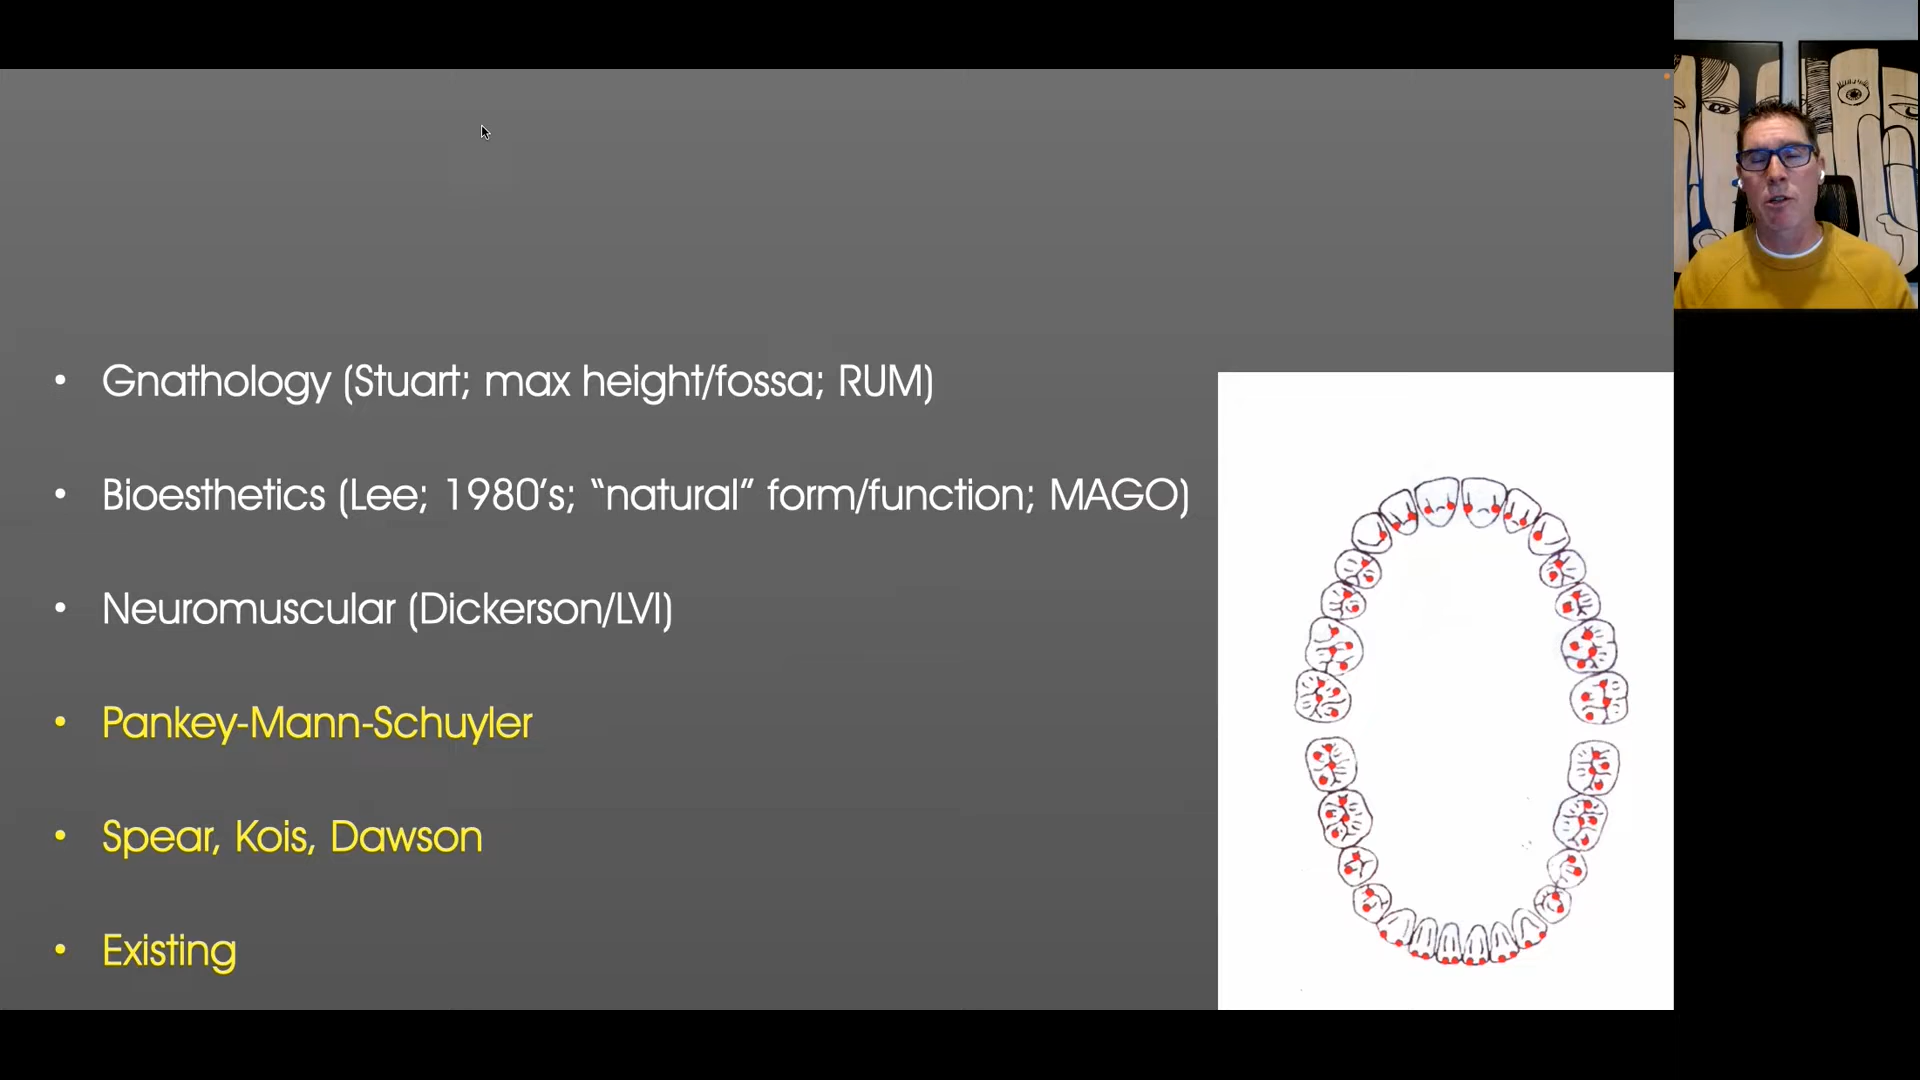 • Gnathology (Stuart; max height/fossa; RUM)
• Bioesthetics (Lee; 1980’s; “natural” form/function; MAGO)
• Neuromuscular (Dickerson/LVI)
• Pankey-Mann-Schuyler
• Spear, Kois, Dawson
• Existing